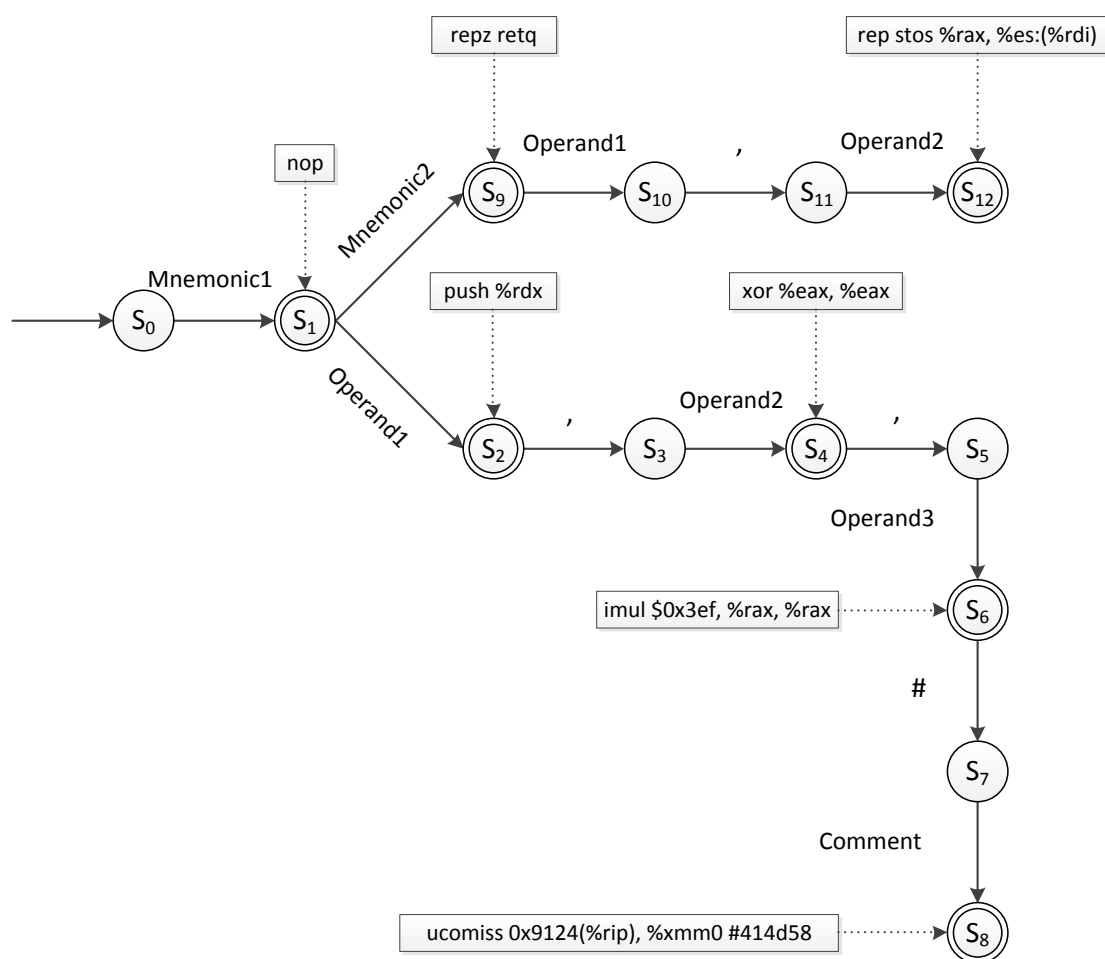 repz retq
rep stos %rax, %es:(%rdi)
Operand1
,
Operand2
nop
Mnemonic2
S9
S10
S11
S12
Mnemonic1
push %rdx
xor %eax, %eax
S0
S1
Operand1
,
Operand2
,
S2
S3
S4
S5
Operand3
imul $0x3ef, %rax, %rax
S6
#
S7
Comment
ucomiss 0x9124(%rip), %xmm0 #414d58
S8